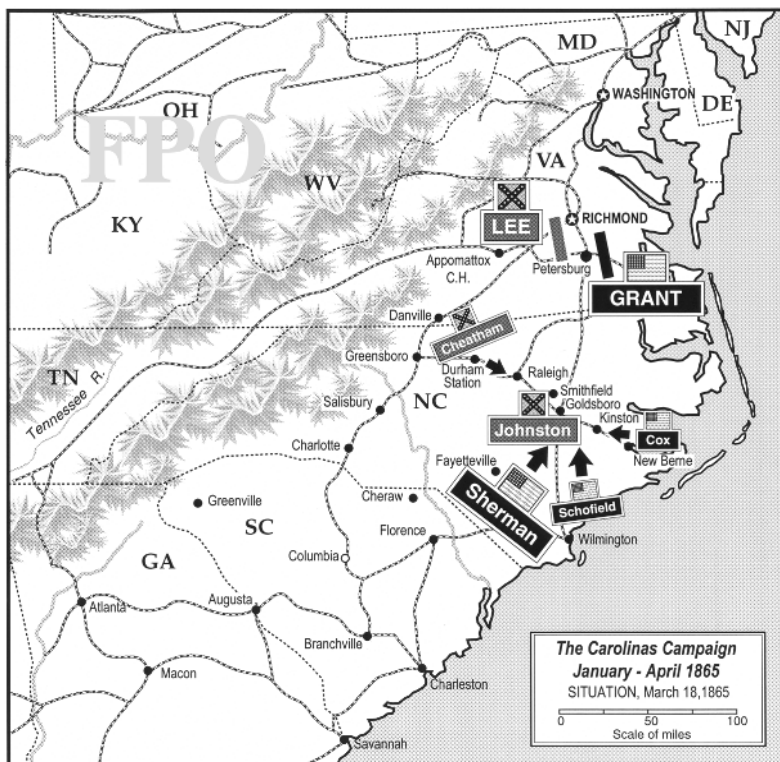 NJ
MD
OH
WASHINGTON
DE
FPO
VA
WV
KY
LEE
RICHMOND
Appomattox
C.H.
Petersburg
GRANT
Danville
Cheatham
Greensboro
Durham
Station
Raleigh
TN
Tennessee R.
NC
Salisbury
Smithfield
Goldsboro
Johnston
Kinston
Cox
Charlotte
New Berne
Fayetteville
Sherman
Greenville
Cheraw
Schofield
SC
Florence
Wilmington
GA
Columbia
Atlanta
Augusta
Branchville
Macon
Charleston
Savannah
The Carolinas Campaign
January - April 1865
SITUATION, March 18,1865
0 50 100
Scale of miles